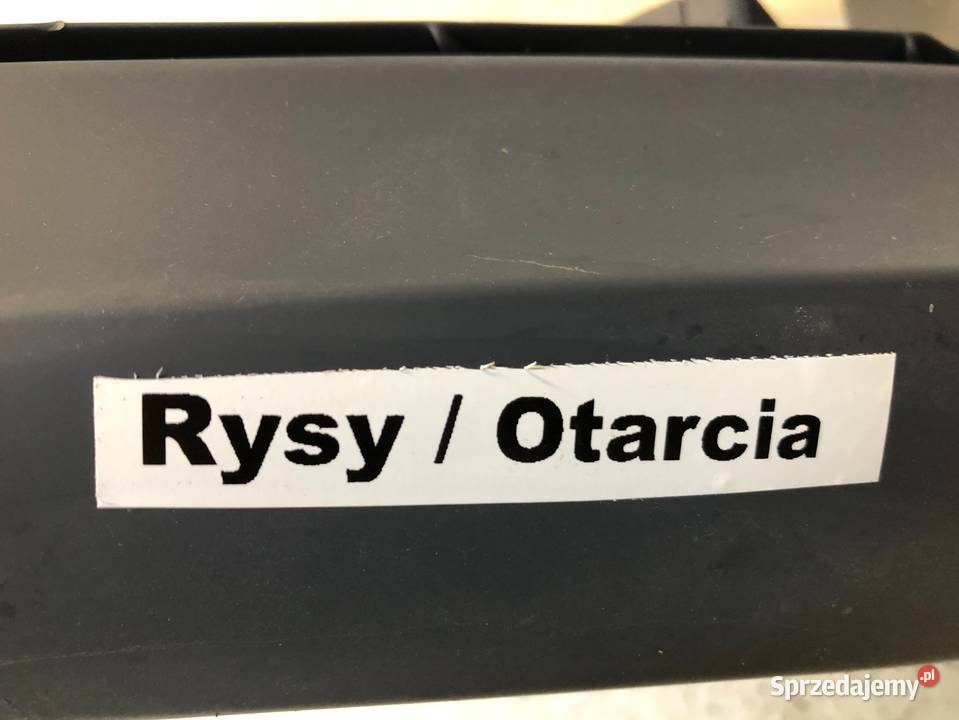 Rysy / Otarcia
Sprzedajemy.pl